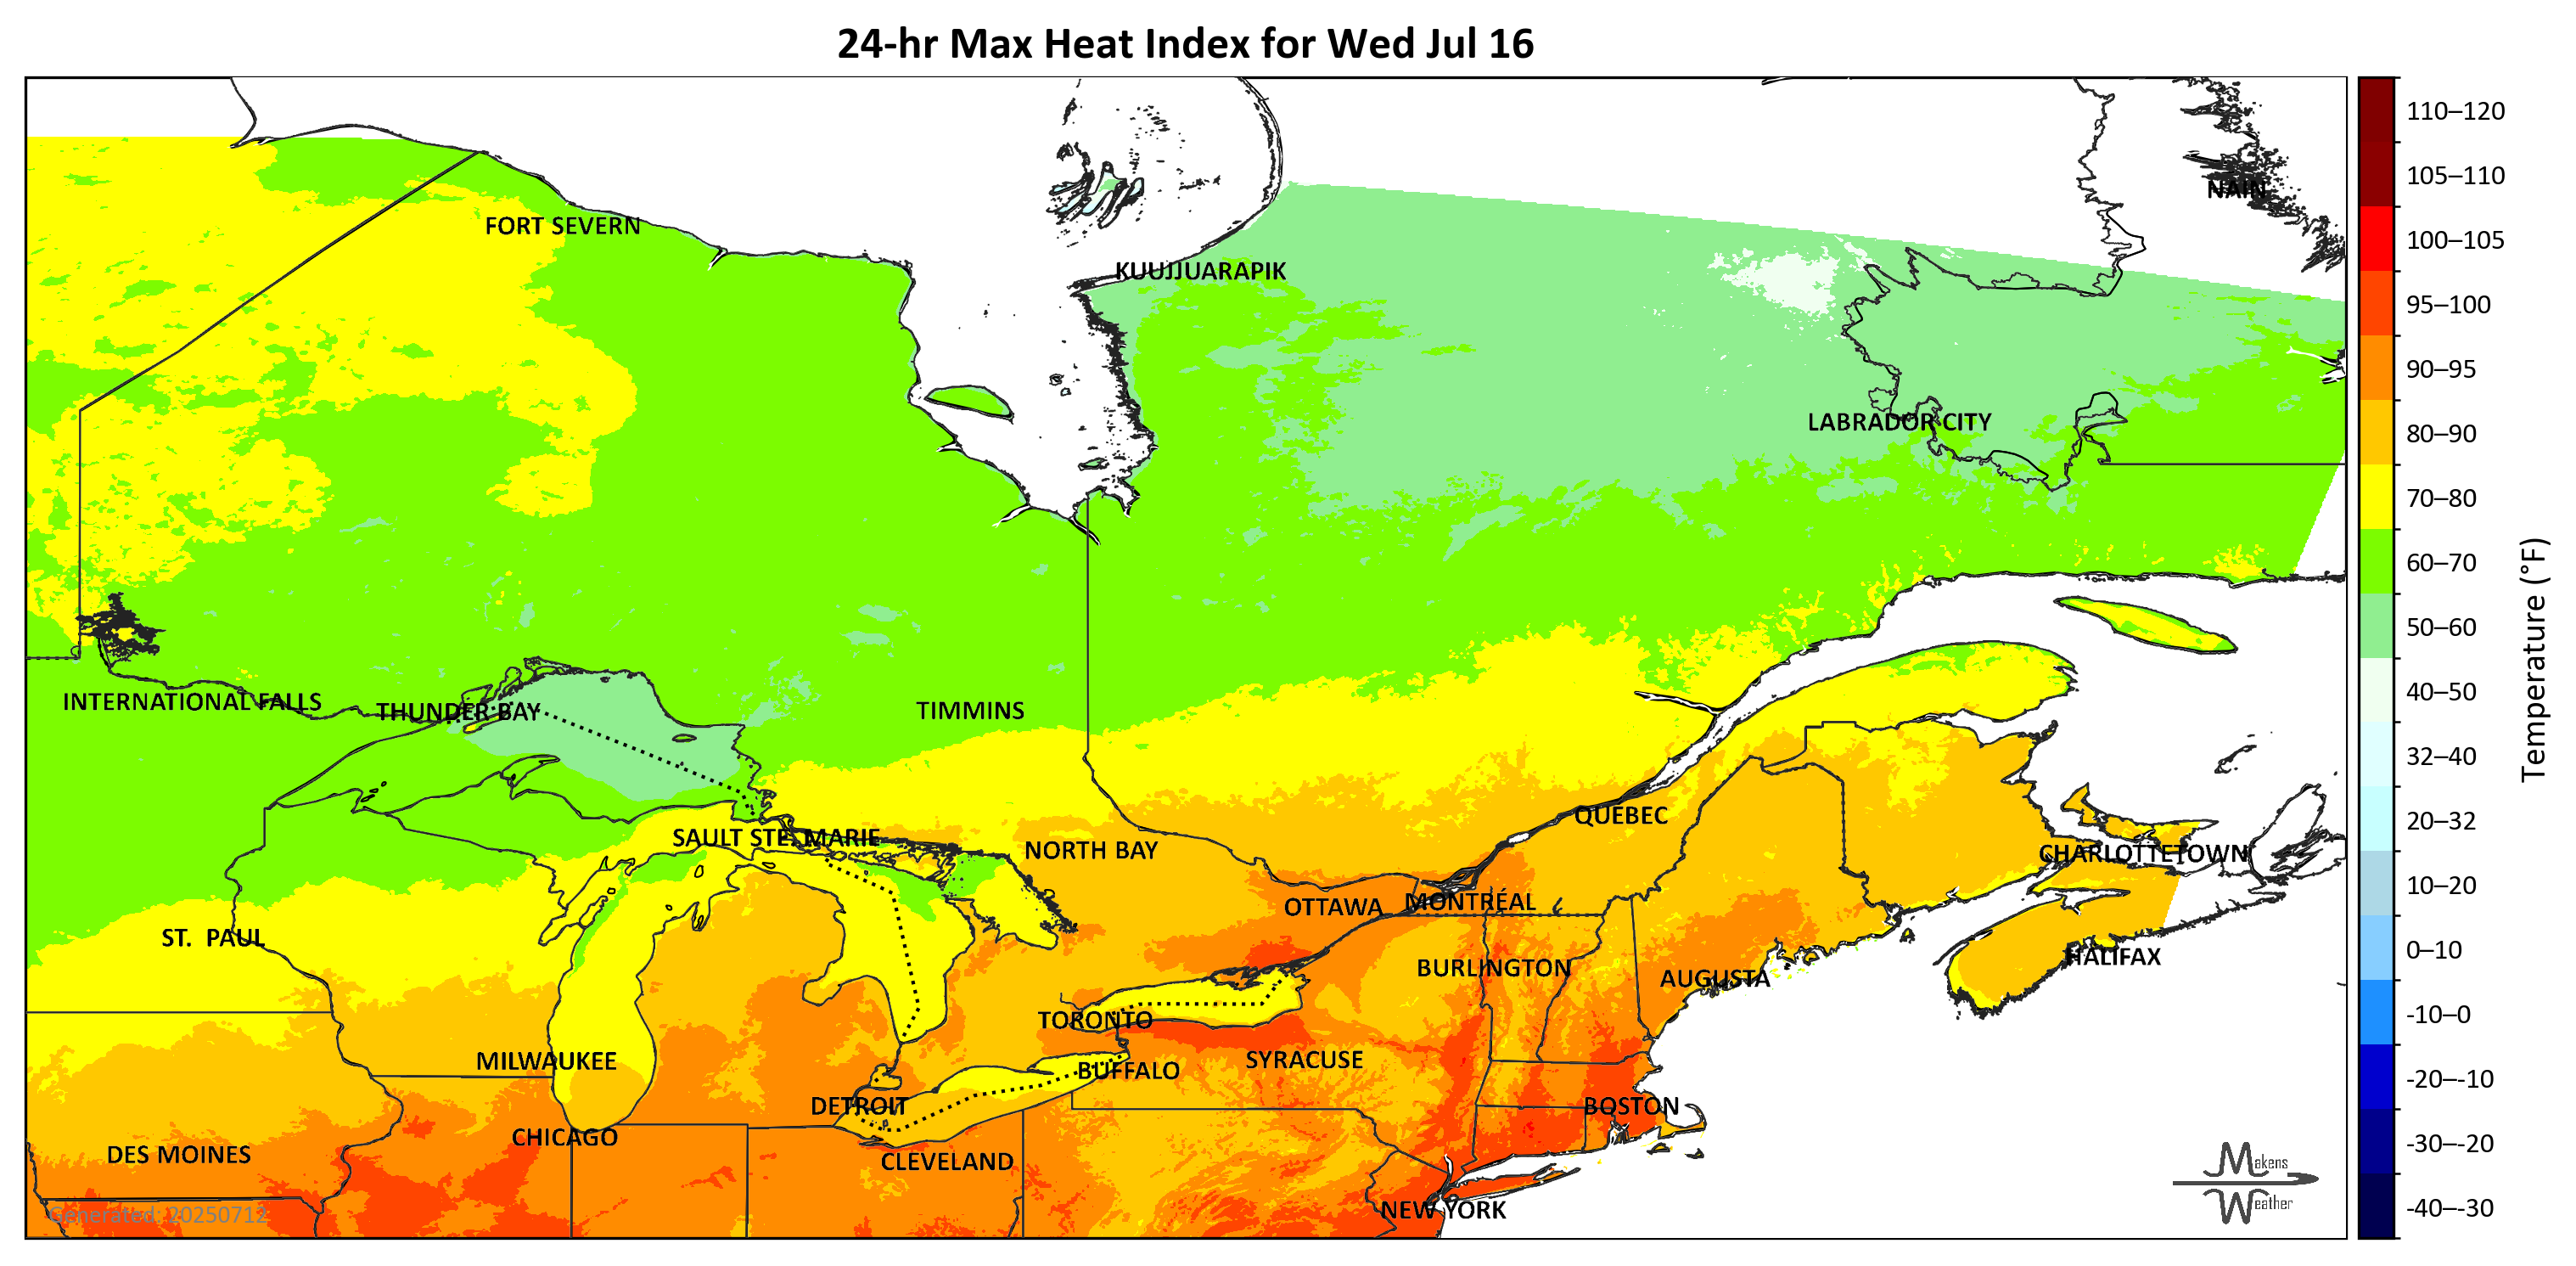 24-hr Max Heat Index for Wed Jul 16
NAIN
FORT SEVERN
KUUJJUARAPIK
LABRADOR CITY
INTERNATIONAL FALLS
THUNDER BAY
TIMMINS
QUÉBEC
SAULT STE. MARIE
NORTH BAY
CHARLOTTETOWN
OTTAWA
MONTRÉAL
ST. PAUL
HALIFAX
BURLINGTON
AUGUSTA
TORONTO
MILWAUKEE
SYRACUSE
BUFFALO
DETROIT
BOSTON
CHICAGO
DES MOINES
CLEVELAND
NEW YORK
Generated: 20250712
Makens
Weather
110–120
105–110
100–105
95–100
90–95
80–90
70–80
60–70
50–60
40–50
32–40
20–32
10–20
0–10
-10–0
-20–-10
-30–-20
-40–-30
Temperature (°F)